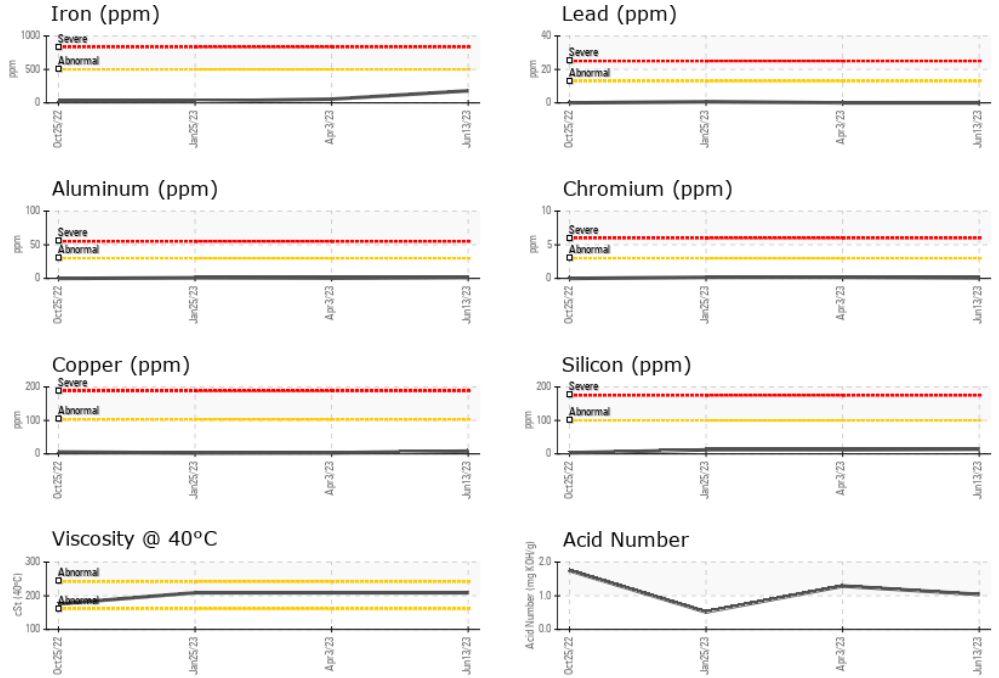 Iron (ppm)
1000
500
0
ppm
Severe
Abnormal
Oct25/22
Jan25/23
Apr3/23
Jun13/23
Lead (ppm)
40
20
0
ppm
Severe
Abnormal
Oct25/22
Jan25/23
Apr3/23
Jun13/23
Aluminum (ppm)
100
50
0
ppm
Severe
Abnormal
Oct25/22
Jan25/23
Apr3/23
Jun13/23
Chromium (ppm)
10
5
0
ppm
Severe
Abnormal
Oct25/22
Jan25/23
Apr3/23
Jun13/23
Copper (ppm)
200
100
0
ppm
Severe
Abnormal
Oct25/22
Jan25/23
Apr3/23
Jun13/23
Silicon (ppm)
200
100
0
ppm
Severe
Abnormal
Oct25/22
Jan25/23
Apr3/23
Jun13/23
Viscosity @ 40°C
300
200
100
cSt (40°C)
Abnormal
Abnormal
Oct25/22
Jan25/23
Apr3/23
Jun13/23
Acid Number
2.0
1.0
0.0
Acid Number (mg KOH/g)
Oct25/22
Jan25/23
Apr3/23
Jun13/23